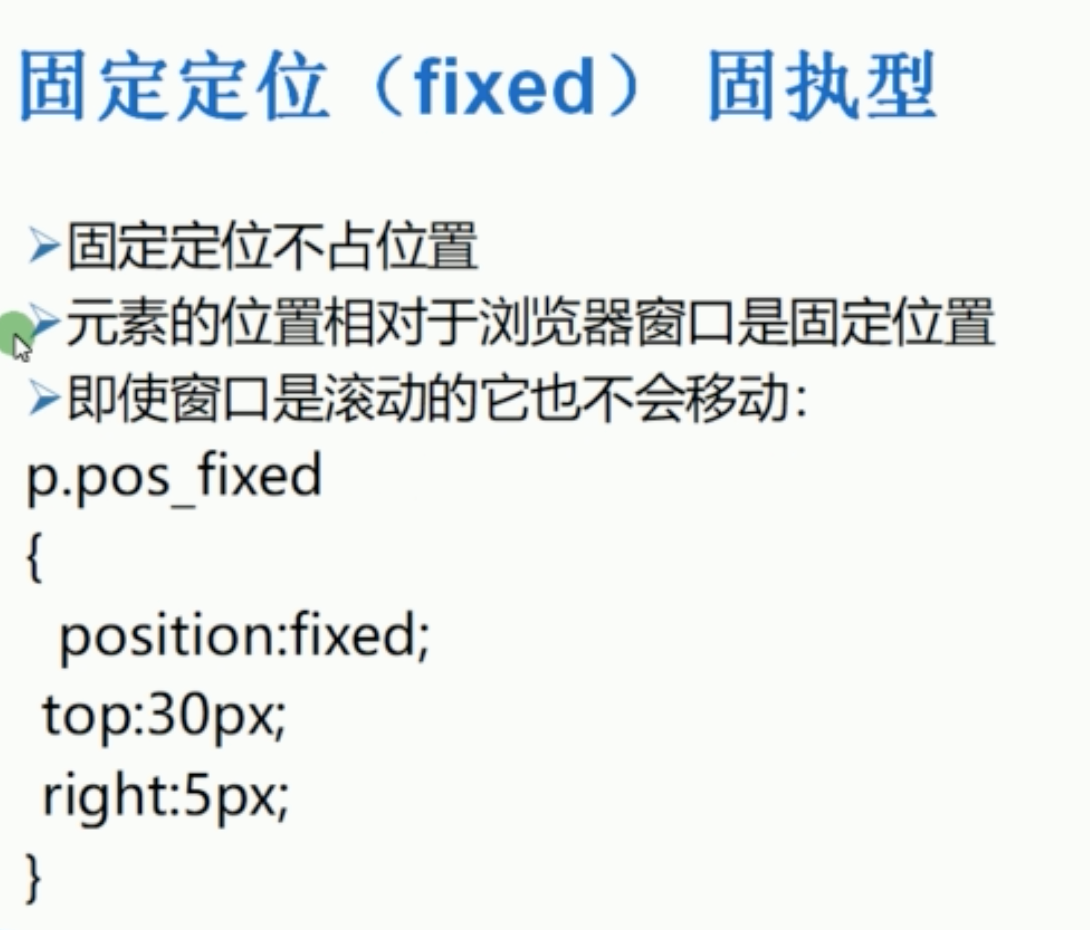 固定定位（fixed） 固执型
➢固定定位不占位置
➢元素的位置相对于浏览器窗口是固定位置
➢即使窗口是滚动的它也不会移动：
p.pos_fixed
{
  position:fixed;
 top:30px;
 right:5px;
}